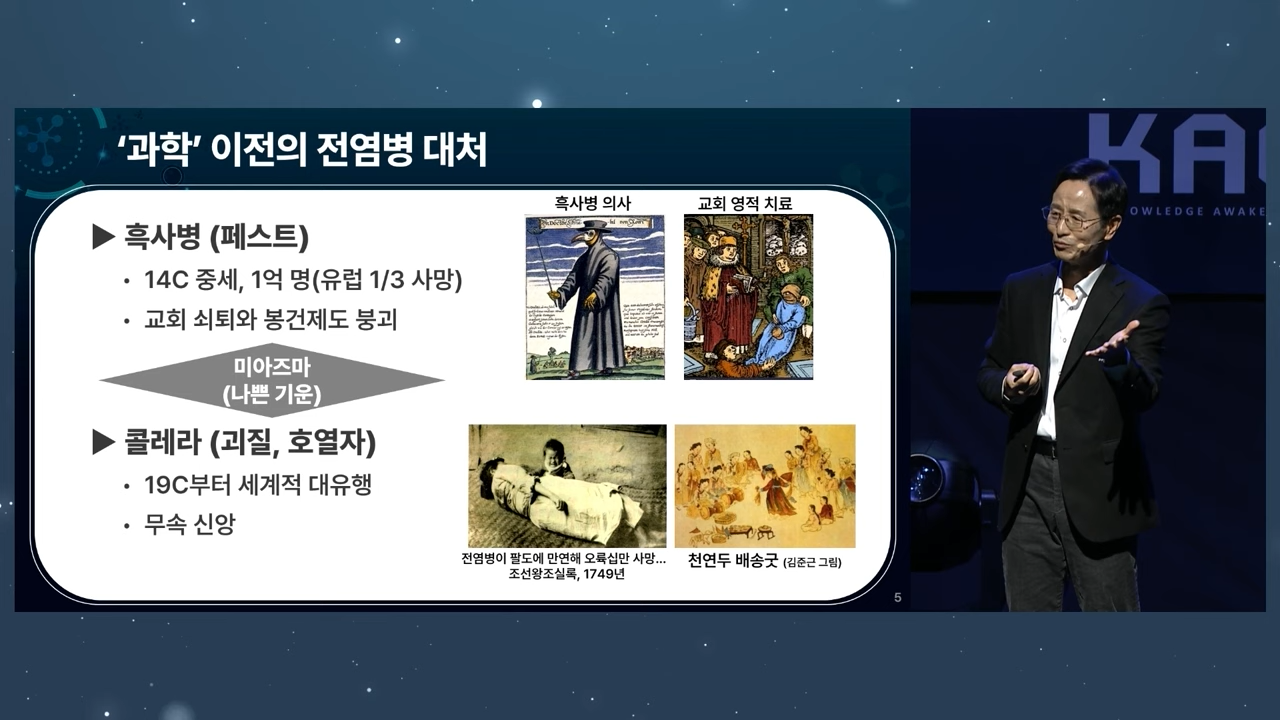 ‘과학’ 이전의 전염병 대처
▶ 흑사병 (페스트)
• 14C 중세, 1억 명(유럽 1/3 사망)
• 교회 쇠퇴와 봉건제도 붕괴
미아즈마
(나쁜 기운)
▶ 콜레라 (괴질, 호열자)
• 19C부터 세계적 대유행
• 무속 신앙
흑사병 의사
교회 영적 치료
전염병이 팔도에 만연해 오륙십만 사망...
조선왕조실록, 1749년
천연두 배송굿 (김준근 그림)
5
KA
OWLEDGE AWAKE